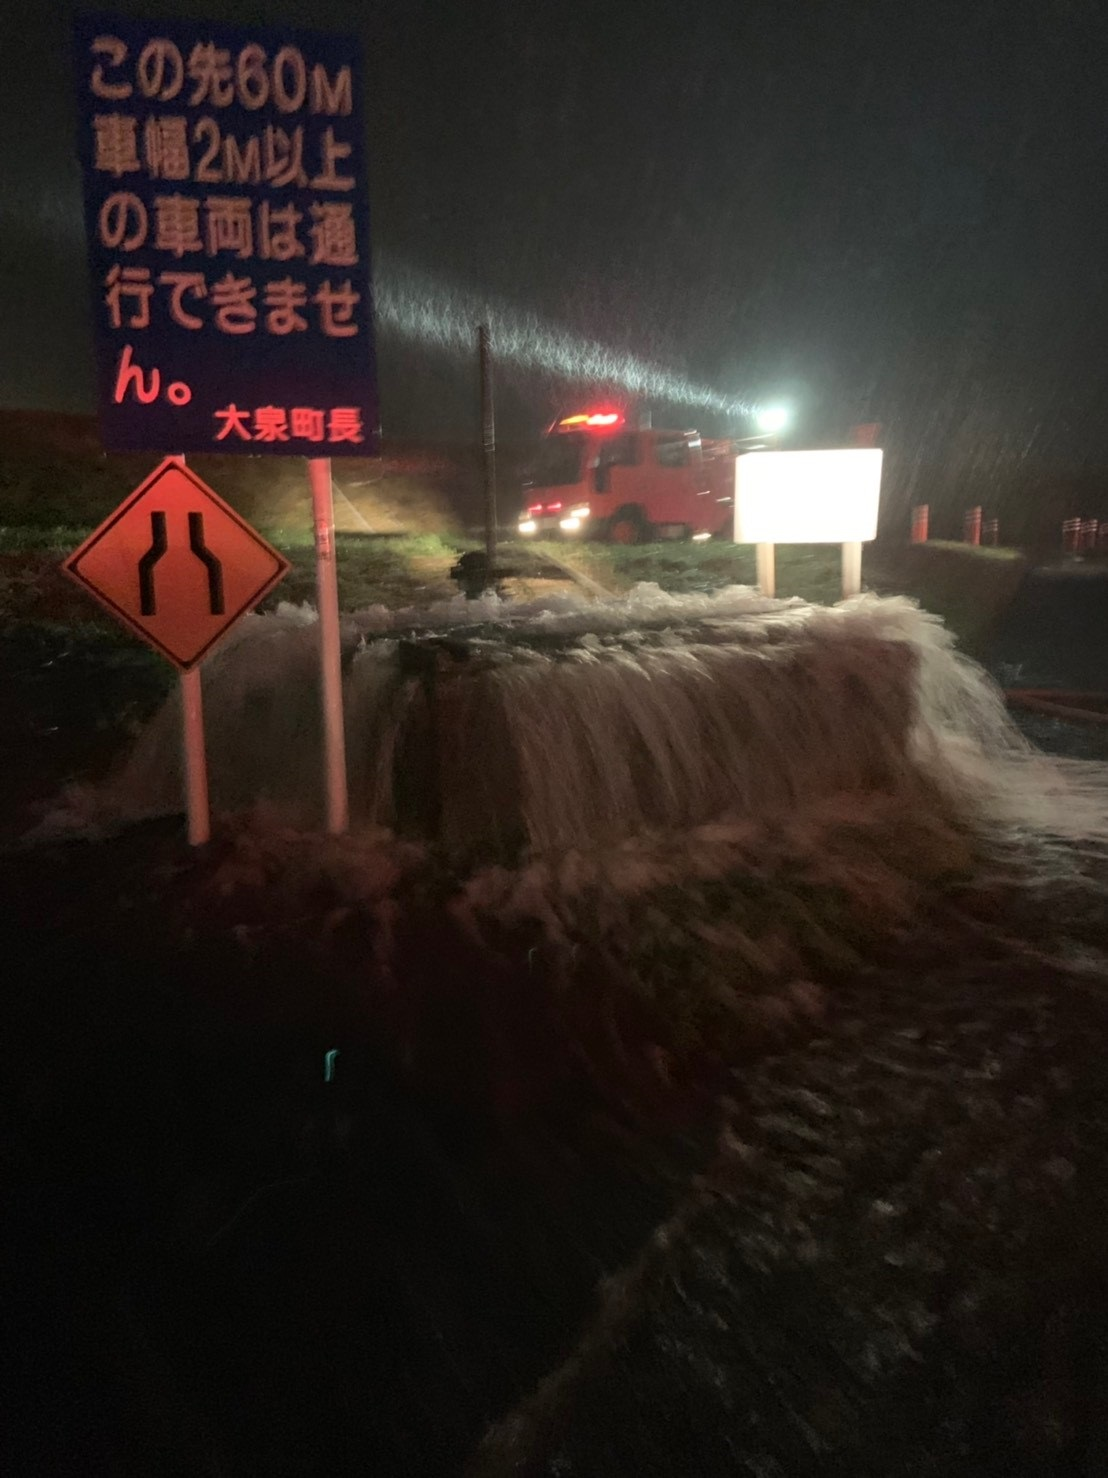 この先60M
車幅2M以上
の車両は通
行できませ
ん。
大泉町長